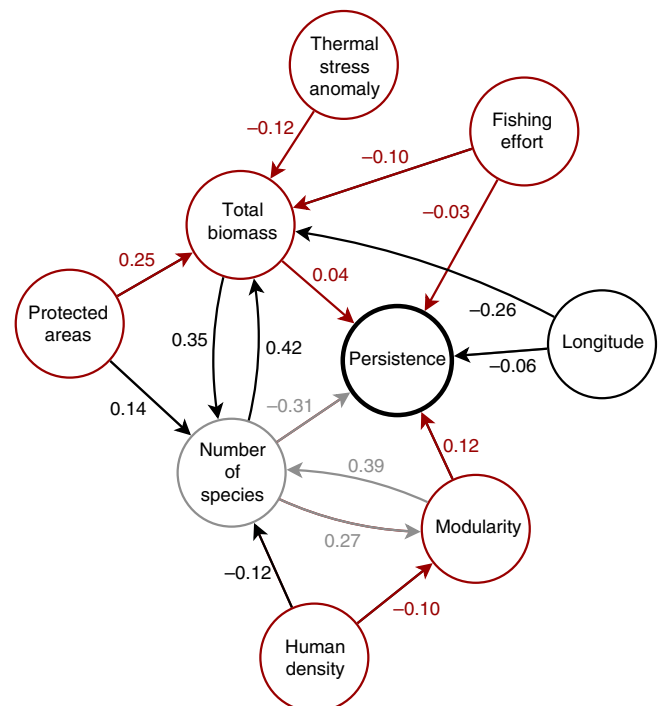 Thermal
stress
anomaly
Fishing
effort
–0.12
–0.10
Total
biomass
–0.03
0.25
0.04
Protected
areas
–0.26
0.35
0.42
Persistence
Longitude
–0.06
0.14
–0.31
Number
of
species
0.12
0.39
Modularity
0.27
–0.12
–0.10
Human
density